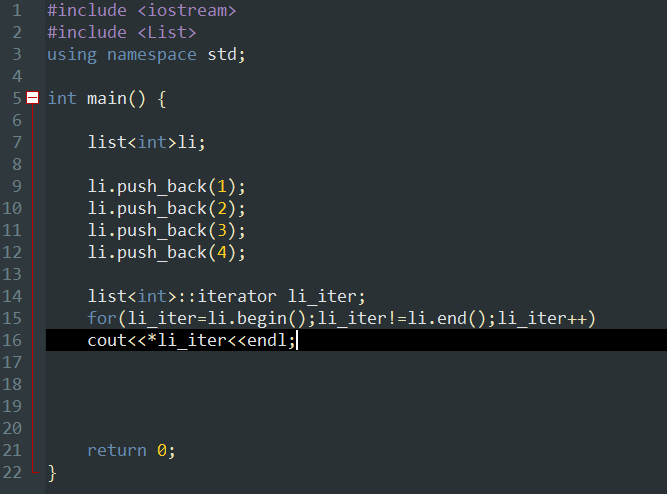 1 #include <iostream>
2 #include <List>
3 using namespace std;
4
5 int main() {
6
7     list<int>li;
8
9     li.push_back(1);
10     li.push_back(2);
11     li.push_back(3);
12     li.push_back(4);
13
14     list<int>::iterator li_iter;
15     for(li_iter=li.begin();li_iter!=li.end();li_iter++)
16     cout<<*li_iter<<endl;
17
18
19
20
21     return 0;
22 }